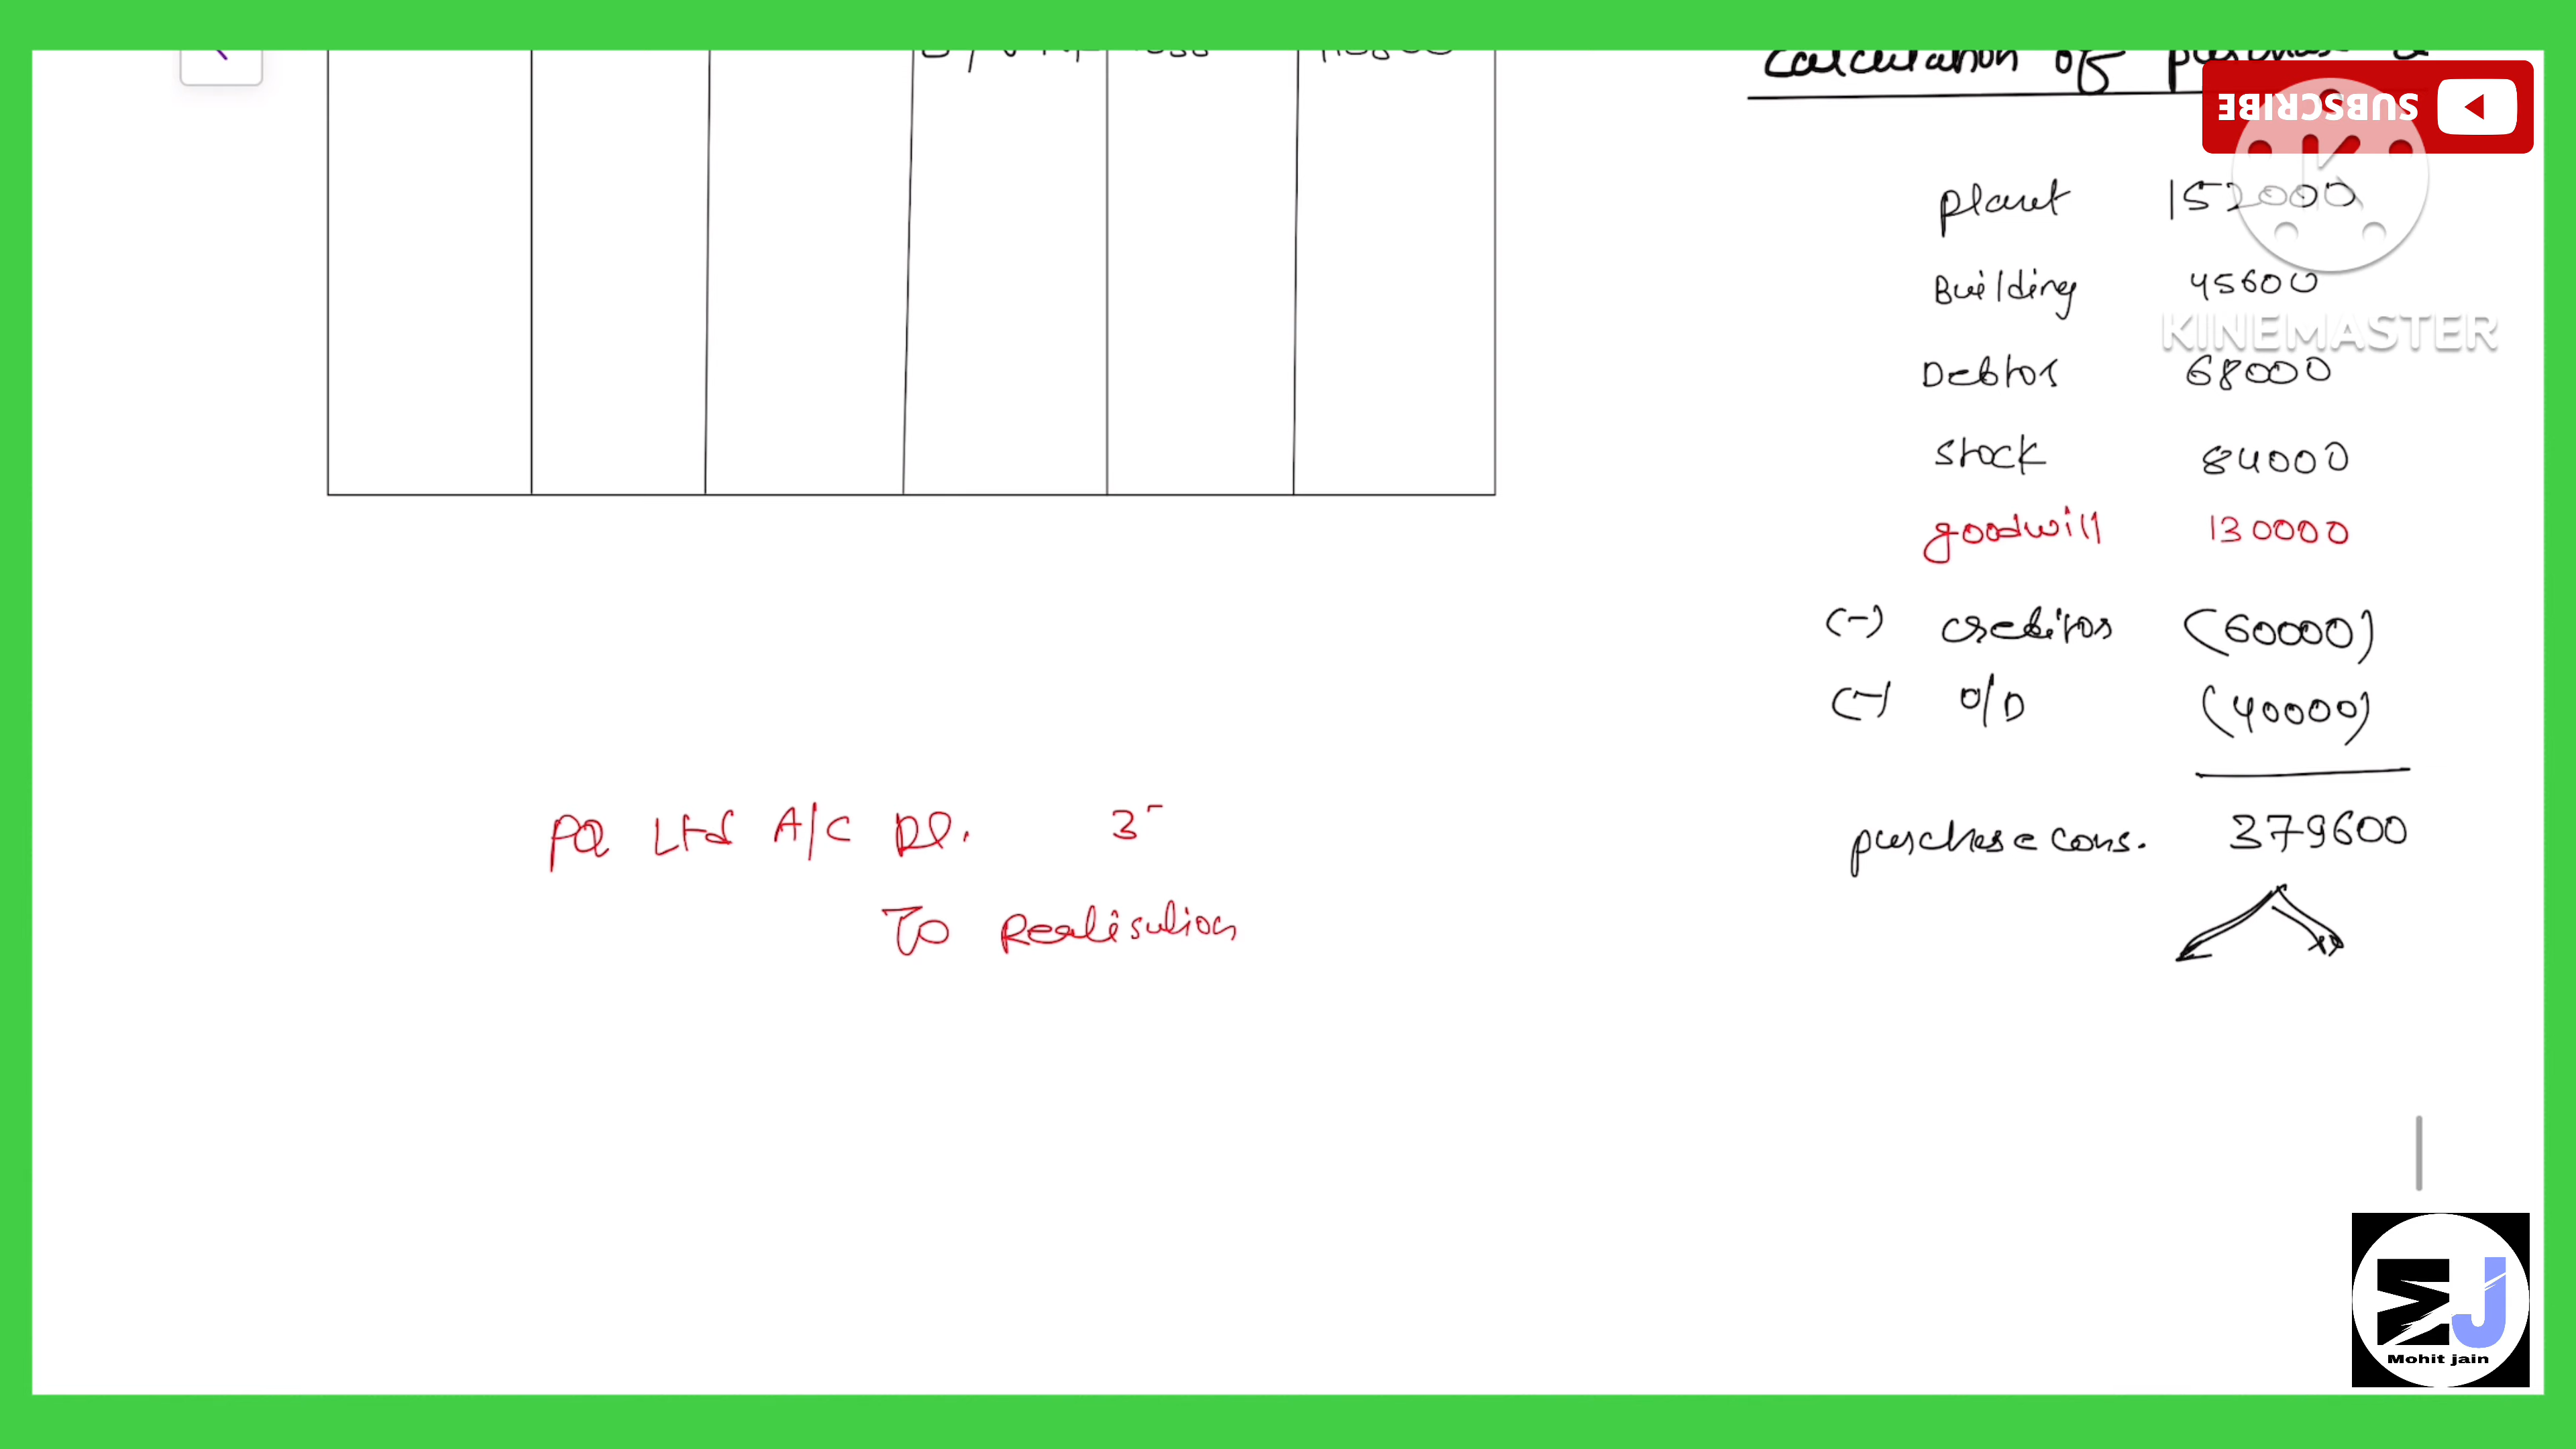 Calculation of
SUBSCRIBE
Plant 152000
Building 45600
KINEMASTER
Debtors 68000
Stock 84000
goodwill 130000
(-) creditors (60000)
(-) O/D (40000)
purchase cons. 379600
PQ Ltd A/C Dr. 3
To Realisation
MJ
Mohit jain